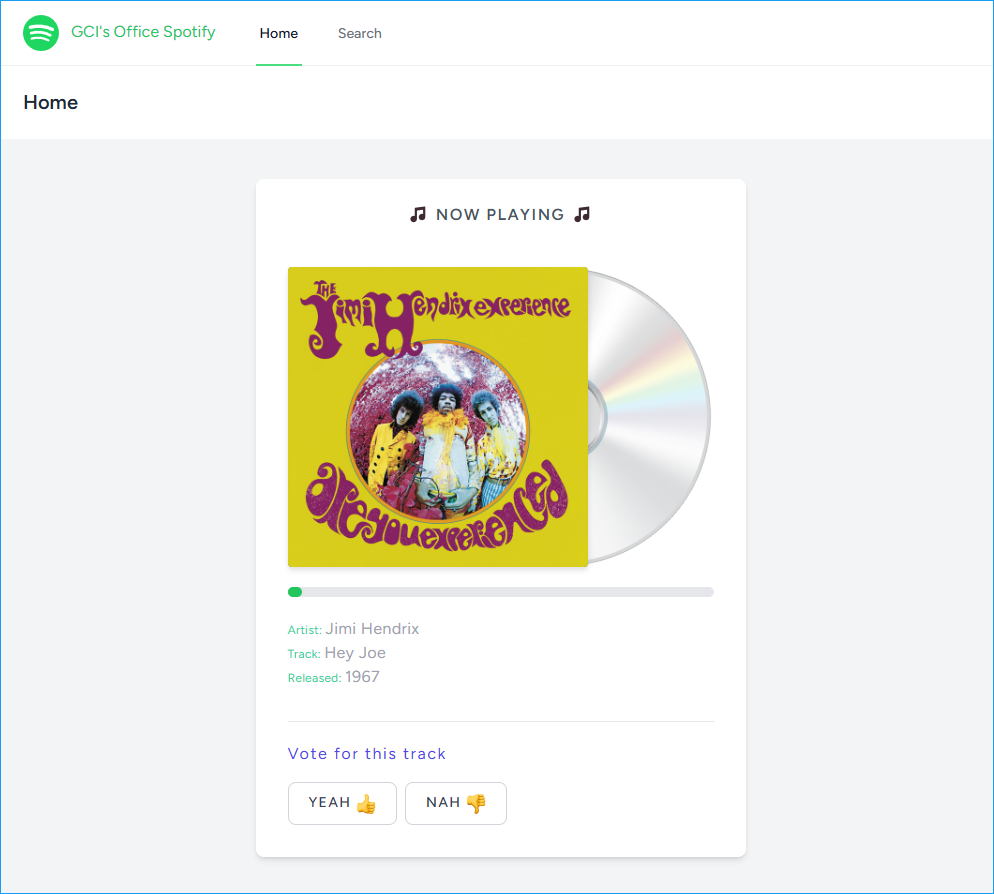 GCI's Office Spotify
Home
Search
Home
🎵 NOW PLAYING 🎵
THE
Jimi Hendrix experience
are you experienced
Artist: Jimi Hendrix
Track: Hey Joe
Released: 1967
Vote for this track
YEAH 👍
NAH 👎